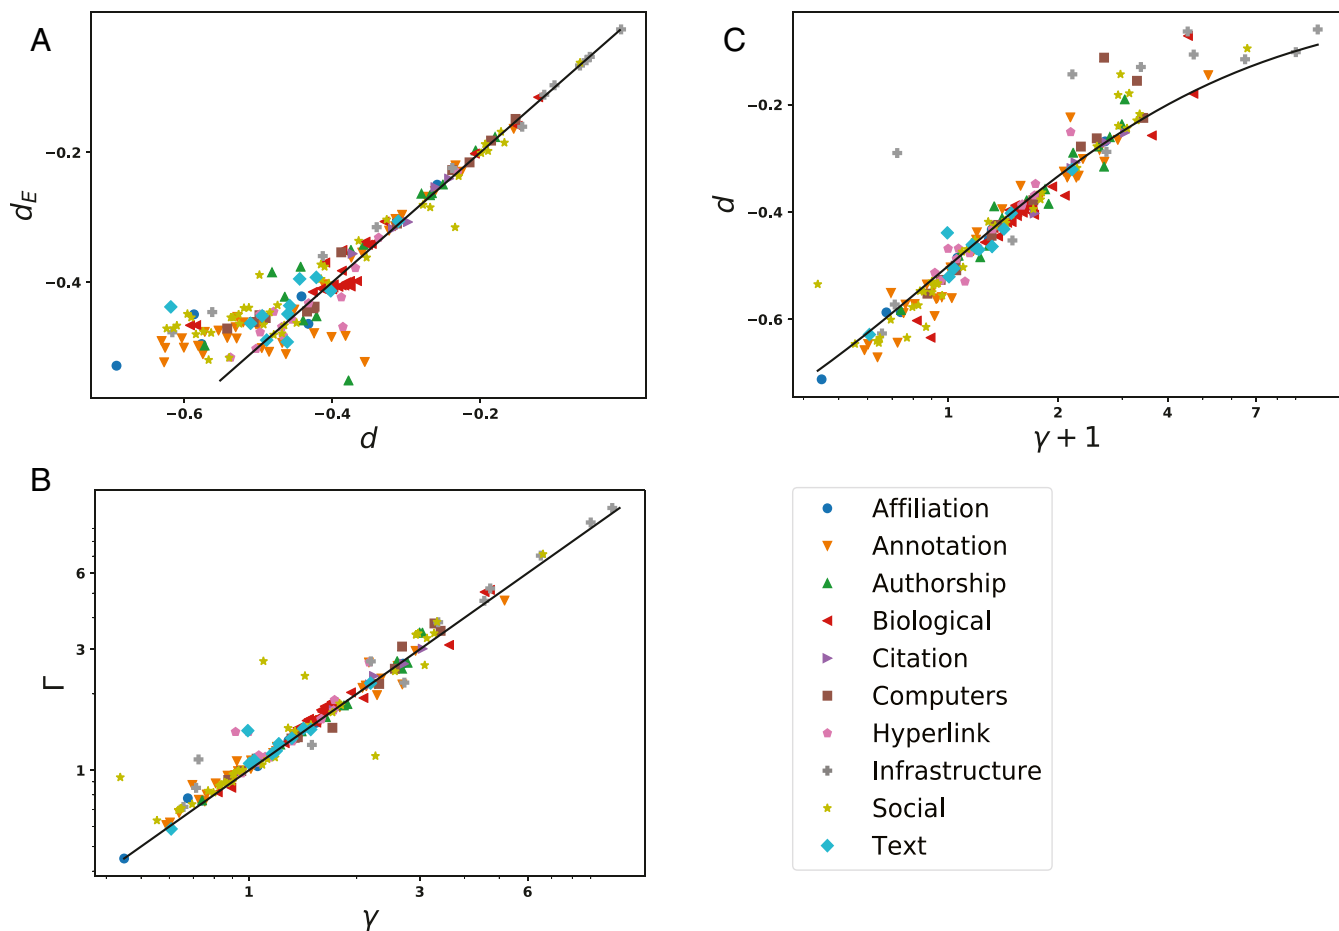 A
d_E
−0.2
−0.4
−0.6
−0.4
−0.2
d
C
d
−0.2
−0.4
−0.6
1
2
4
7
γ + 1
B
Γ
6
3
1
1
3
6
γ
Affiliation
Annotation
Authorship
Biological
Citation
Computers
Hyperlink
Infrastructure
Social
Text